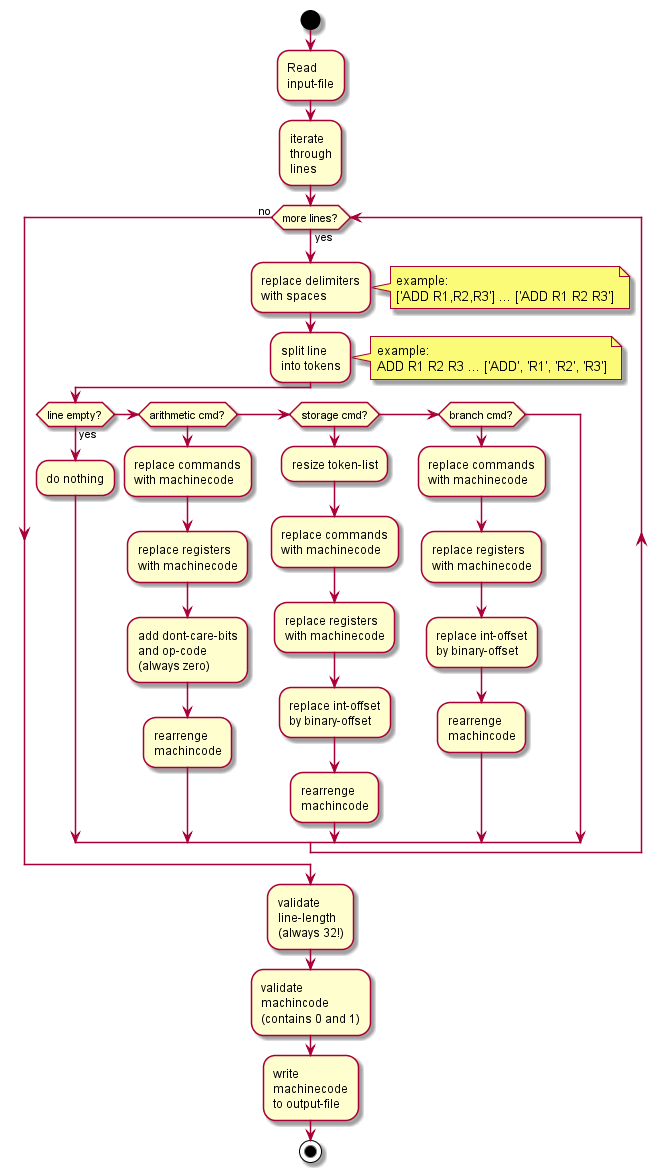 Read
input-file
iterate
through
lines
no
more lines?
yes
replace delimiters
with spaces
example:
['ADD R1,R2,R3'] ... ['ADD R1 R2 R3']
split line
into tokens
example:
ADD R1 R2 R3 ... ['ADD', 'R1', 'R2', 'R3']
line empty?
yes
do nothing
arithmetic cmd?
replace commands
with machinecode
replace registers
with machinecode
add dont-care-bits
and op-code
(always zero)
rearrenge
machincode
storage cmd?
resize token-list
replace commands
with machinecode
replace registers
with machinecode
replace int-offset
by binary-offset
rearrenge
machincode
branch cmd?
replace commands
with machinecode
replace registers
with machinecode
replace int-offset
by binary-offset
rearrenge
machincode
validate
line-length
(always 32!)
validate
machincode
(contains 0 and 1)
write
machinecode
to output-file